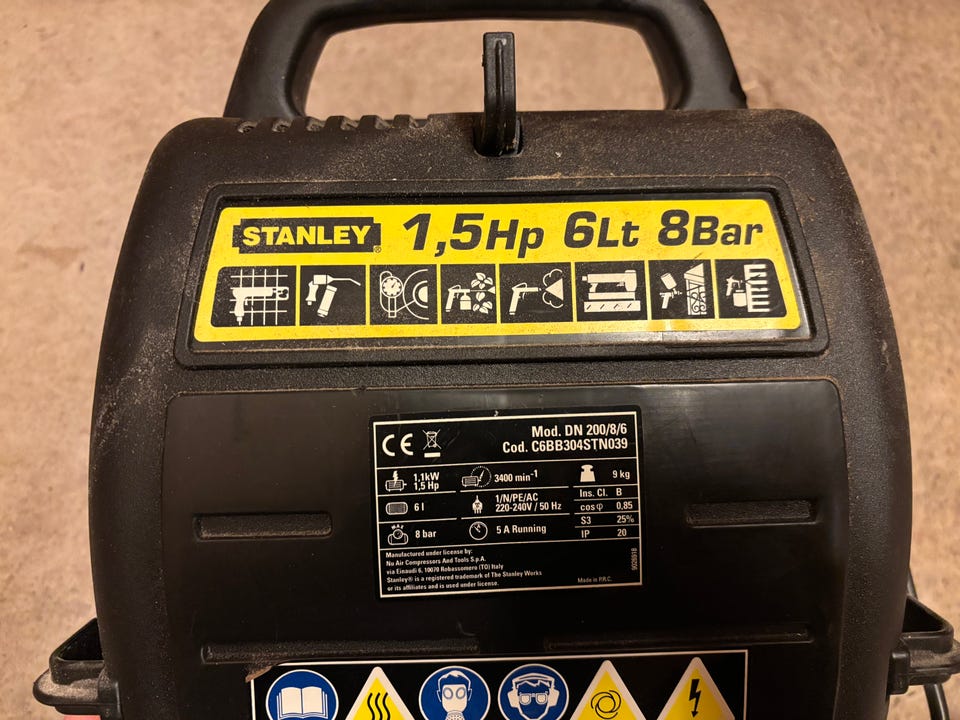 STANLEY® 1,5Hp 6Lt 8Bar
CE
Mod. DN 200/8/6
Cod. C6BB304STN039
1,1kW
1,5 Hp
3400 min-1
9 kg
6 l
1/N/PE/AC
220-240V / 50 Hz
Ins. Cl. B
cosφ 0,85
S3 25%
IP 20
MAX
8 bar
5 A Running
Manufactured under license by:
Nu Air Compressors And Tools S.p.A.
via Einaudi 6, 10070 Robassomero (TO) Italy
Stanley® is a registered trademark of The Stanley Works
or its affiliates and is used under license.
Made in P.R.C.